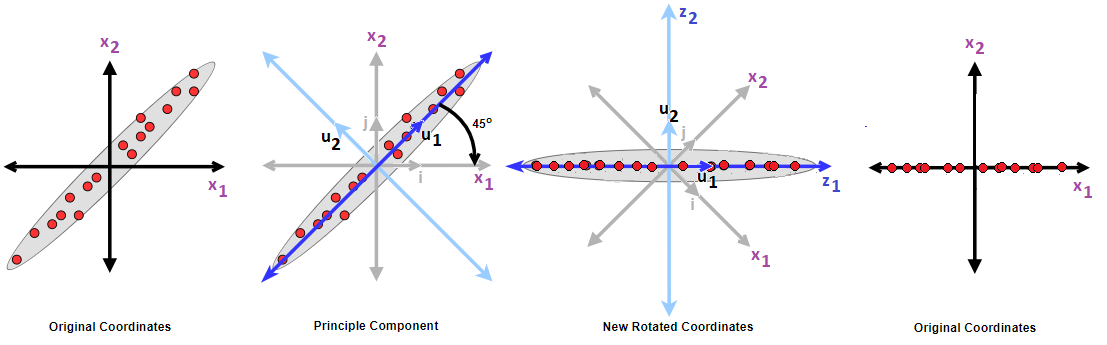 x2
x1
Original Coordinates
x2
j
u2
u1
45°
i
x1
Principle Component
z2
x2
u2
j
u1
z1
i
x1
New Rotated Coordinates
x2
x1
Original Coordinates